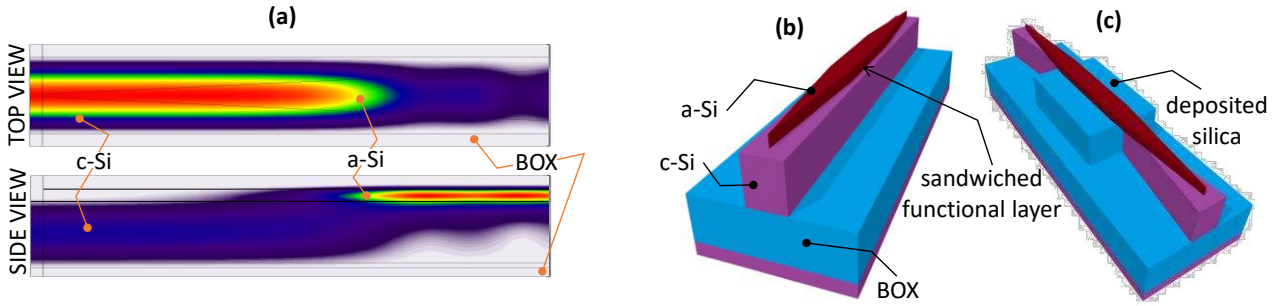 (a)
TOP VIEW
c-Si
a-Si
BOX
SIDE VIEW
(b)
a-Si
c-Si
sandwiched
functional layer
BOX
(c)
deposited
silica